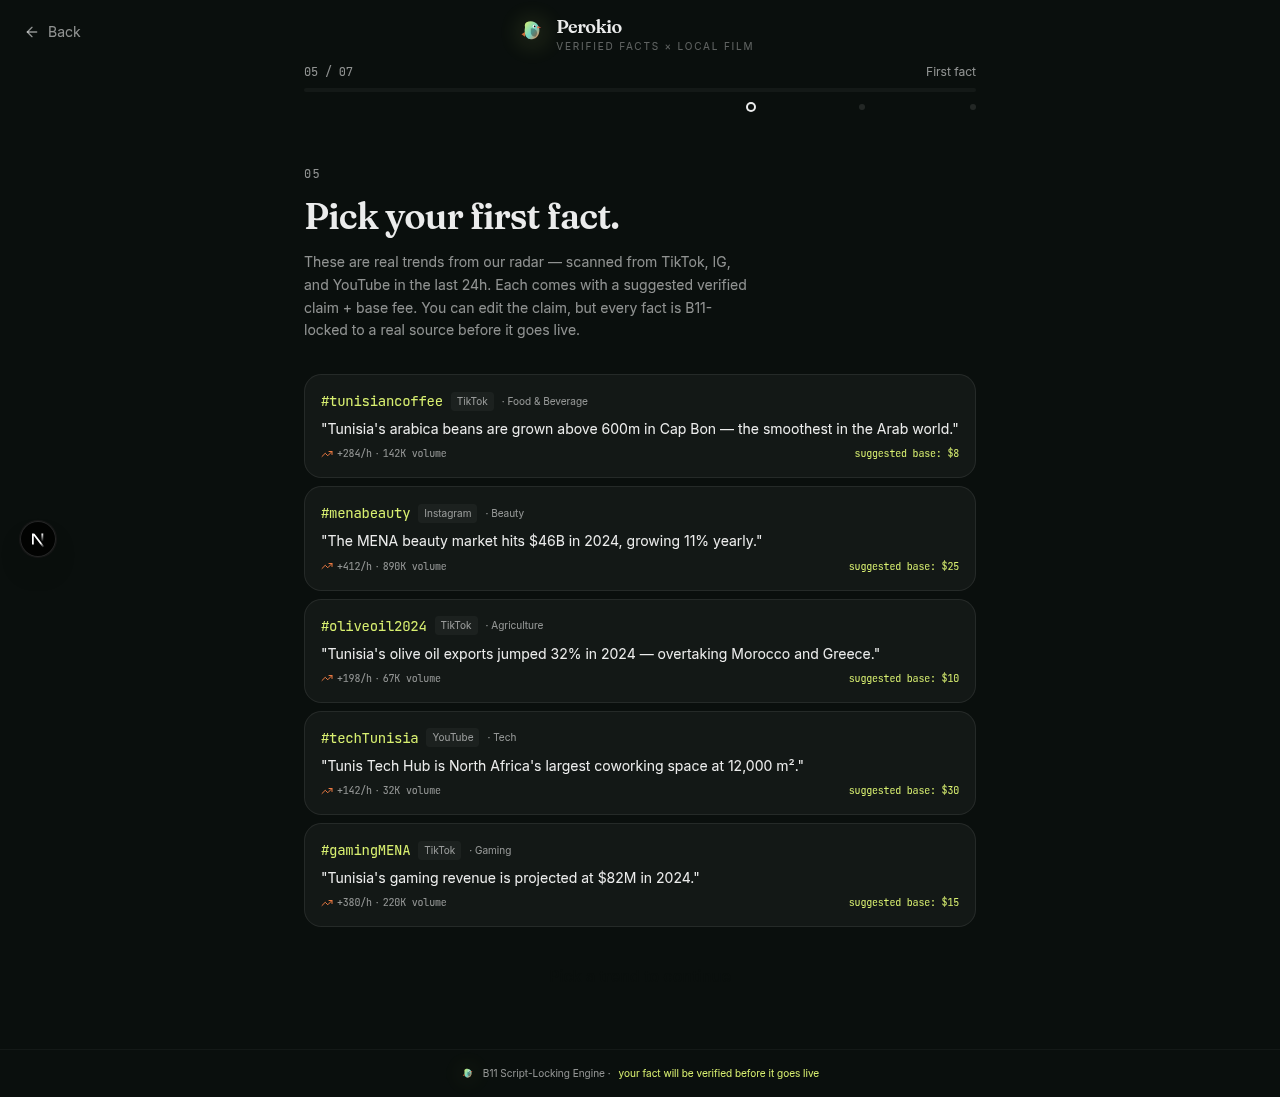 Back
Perokio
VERIFIED FACTS × LOCAL FILM
05 / 07
First fact
05
Pick your first fact.
These are real trends from our radar — scanned from TikTok, IG,
and YouTube in the last 24h. Each comes with a suggested verified
claim + base fee. You can edit the claim, but every fact is B11-
locked to a real source before it goes live.
#tunisiancoffee TikTok · Food & Beverage
"Tunisia's arabica beans are grown above 600m in Cap Bon — the smoothest in the Arab world."
+284/h · 142K volume suggested base: $8
#menabeauty Instagram · Beauty
"The MENA beauty market hits $46B in 2024, growing 11% yearly."
+412/h · 890K volume suggested base: $25
N
#oliveoil2024 TikTok · Agriculture
"Tunisia's olive oil exports jumped 32% in 2024 — overtaking Morocco and Greece."
+198/h · 67K volume suggested base: $10
#techTunisia YouTube · Tech
"Tunis Tech Hub is North Africa's largest coworking space at 12,000 m²."
+142/h · 32K volume suggested base: $30
#gamingMENA TikTok · Gaming
"Tunisia's gaming revenue is projected at $82M in 2024."
+380/h · 220K volume suggested base: $15
B11 Script-Locking Engine · your fact will be verified before it goes live